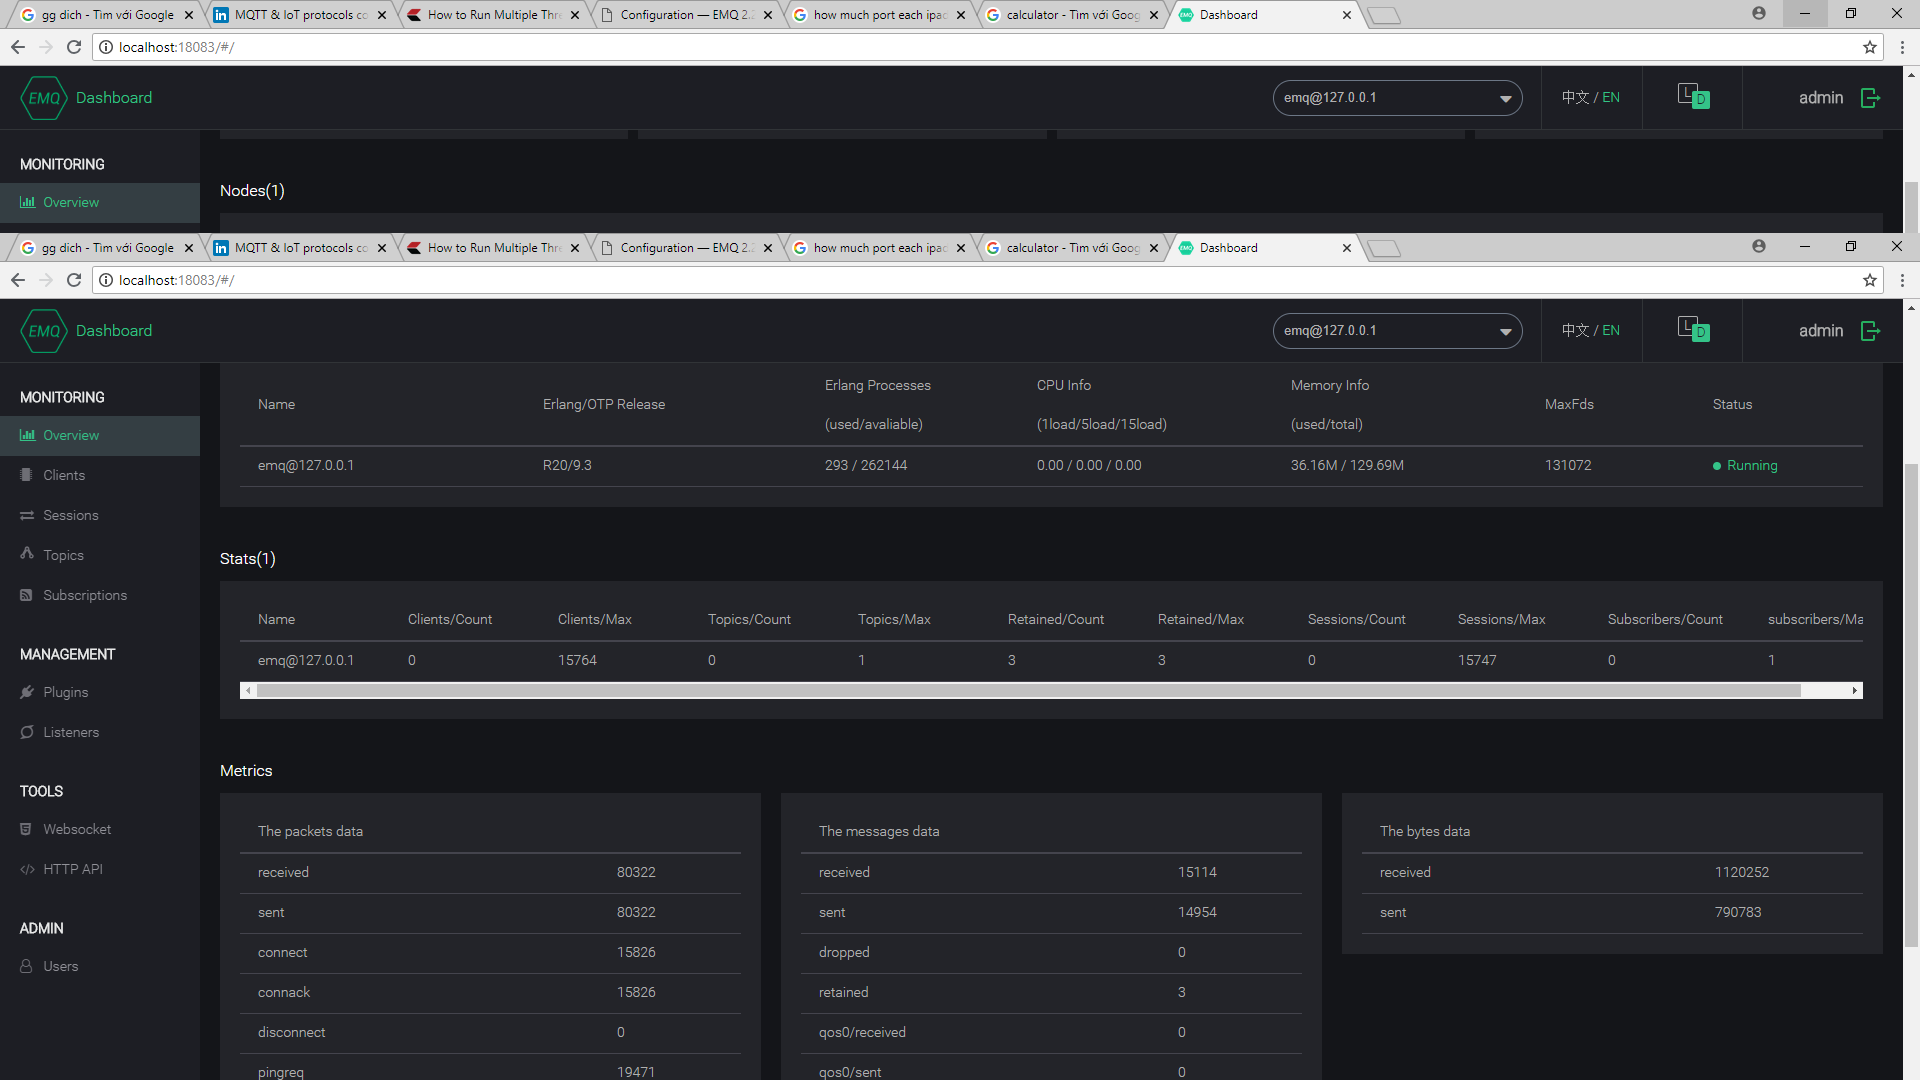 gg dich - Tìm với Google
MQTT & IoT protocols co
How to Run Multiple Thre
Configuration — EMQ 2.2
how much port each ipad
calculator - Tìm với Goog
Dashboard
localhost:18083/#/
EMQ Dashboard
emq@127.0.0.1
中文 / EN
L D
admin
MONITORING
Overview
Nodes(1)
gg dich - Tìm với Google
MQTT & IoT protocols co
How to Run Multiple Thre
Configuration — EMQ 2.2
how much port each ipad
calculator - Tìm với Goog
Dashboard
localhost:18083/#/
EMQ Dashboard
emq@127.0.0.1
中文 / EN
L D
admin
MONITORING
Overview
Clients
Sessions
Topics
Subscriptions
MANAGEMENT
Plugins
Listeners
TOOLS
Websocket
HTTP API
ADMIN
Users
Name Erlang/OTP Release Erlang Processes (used/avaliable) CPU Info (1load/5load/15load) Memory Info (used/total) MaxFds Status
emq@127.0.0.1 R20/9.3 293 / 262144 0.00 / 0.00 / 0.00 36.16M / 129.69M 131072 Running
Stats(1)
Name Clients/Count Clients/Max Topics/Count Topics/Max Retained/Count Retained/Max Sessions/Count Sessions/Max Subscribers/Count subscribers/Ma
emq@127.0.0.1 0 15764 0 1 3 3 0 15747 0 1
Metrics
The packets data
received 80322
sent 80322
connect 15826
connack 15826
disconnect 0
pingreq 19471
The messages data
received 15114
sent 14954
dropped 0
retained 3
qos0/received 0
qos0/sent 0
The bytes data
received 1120252
sent 790783